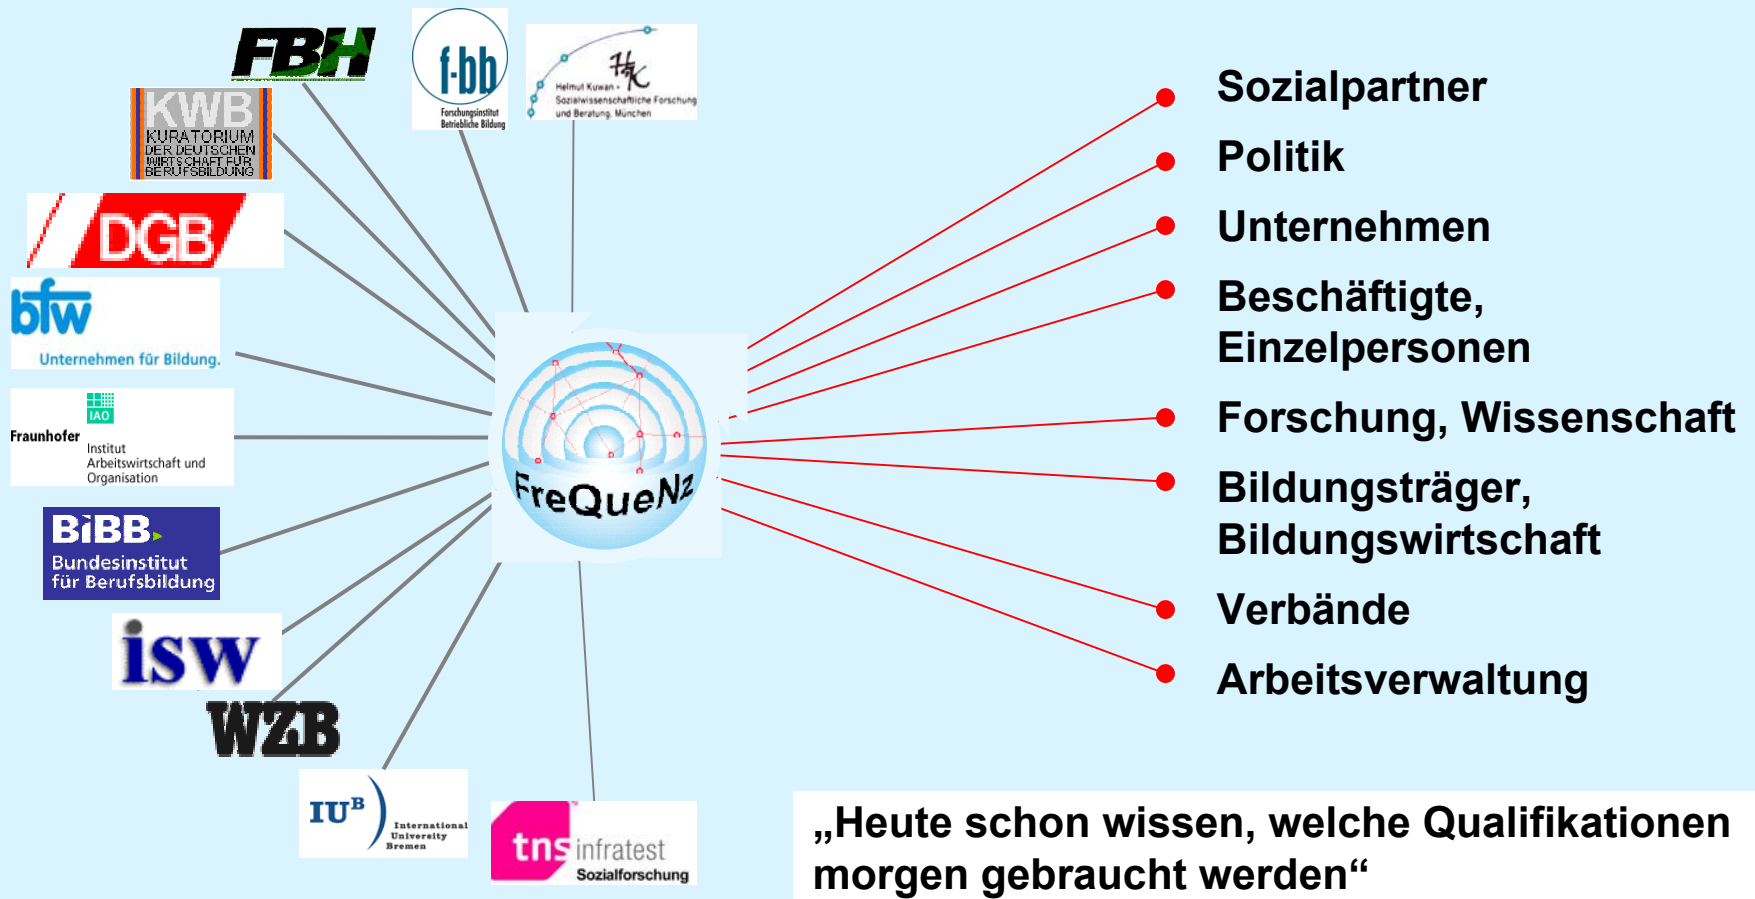 FBH
f-bb
Forschungsinstitut
Betriebliche Bildung
Helmut Kuwan -
Sozialwissenschaftliche Forschung
und Beratung, München
KWB
KURATORIUM
DER DEUTSCHEN
WIRTSCHAFT FÜR
BERUFSBILDUNG
DGB
bfw
Unternehmen für Bildung.
IAO
Fraunhofer
Institut
Arbeitswirtschaft und
Organisation
BiBB
Bundesinstitut
für Berufsbildung
isw
WZB
IUB
International
University
Bremen
tns infratest
Sozialforschung
FreQueNz
Sozialpartner
Politik
Unternehmen
Beschäftigte,
Einzelpersonen
Forschung, Wissenschaft
Bildungsträger,
Bildungswirtschaft
Verbände
Arbeitsverwaltung
„Heute schon wissen, welche Qualifikationen
morgen gebraucht werden“